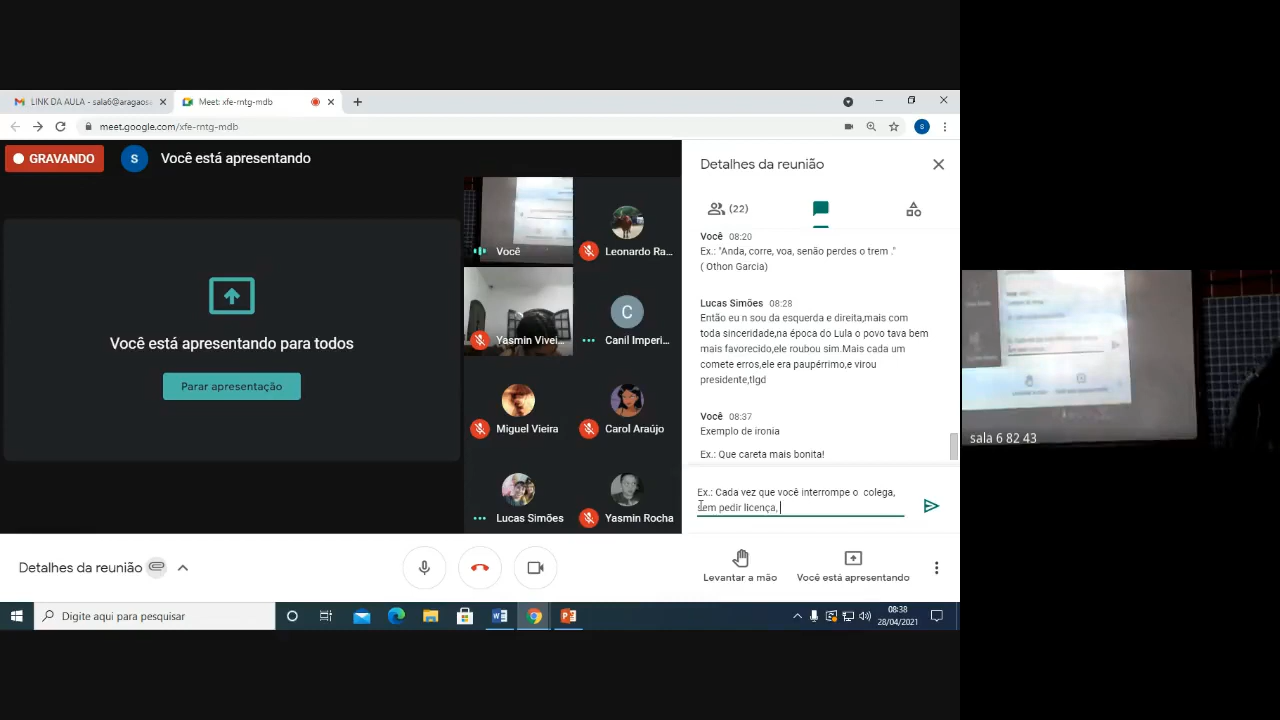 LINK DA AULA - sala6@aragaosa
Meet: xfe-rntg-mdb
meet.google.com/xfe-rntg-mdb
S
GRAVANDO
S
Você está apresentando
Você está apresentando para todos
Parar apresentação
Você
Leonardo Ra...
Yasmin Vivei...
C
Canil Imperi...
Miguel Vieira
Carol Araújo
Lucas Simões
Yasmin Rocha
Detalhes da reunião
(22)
Você 08:20
Ex.: "Anda, corre, voa, senão perdes o trem ."
( Othon Garcia)
Lucas Simões 08:28
Então eu n sou da esquerda e direita,mais com
toda sinceridade,na época do Lula o povo tava bem
mais favorecido,ele roubou sim.Mais cada um
comete erros,ele era paupérrimo,e virou
presidente,tlgd
Você 08:37
Exemplo de ironia
Ex.: Que careta mais bonita!
Ex.: Cada vez que você interrompe o colega,
sem pedir licença,
Detalhes da reunião
Levantar a mão
Você está apresentando
Digite aqui para pesquisar
08:38
28/04/2021
sala 6 82 43